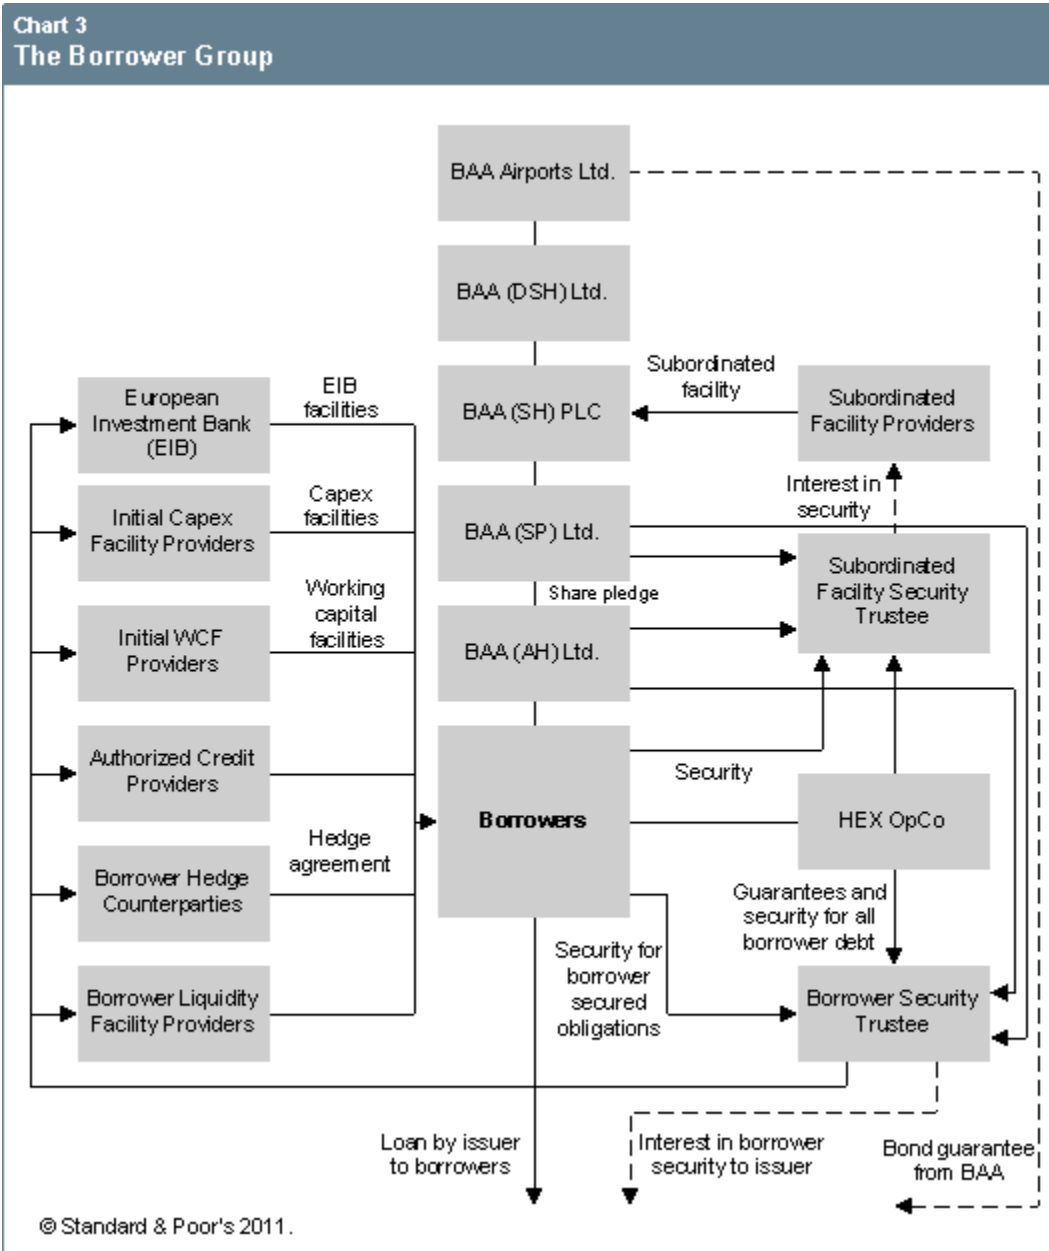 Chart 3
The Borrower Group
BAA Airports Ltd.
BAA (DSH) Ltd.
BAA (SH) PLC
Subordinated
facility
Subordinated
Facility Providers
European
Investment Bank
(EIB)
EIB
facilities
Initial Capex
Facility Providers
Capex
facilities
BAA (SP) Ltd.
Interest in
security
Subordinated
Facility Security
Trustee
Share pledge
Initial WCF
Providers
Working
capital
facilities
BAA (AH) Ltd.
Authorized Credit
Providers
Security
Borrowers
HEX OpCo
Borrower Hedge
Counterparties
Hedge
agreement
Guarantees and
security for all
borrower debt
Borrower Liquidity
Facility Providers
Security for
borrower
secured
obligations
Borrower Security
Trustee
Loan by issuer
to borrowers
Interest in borrower
security to issuer
Bond guarantee
from BAA
© Standard & Poor's 2011.